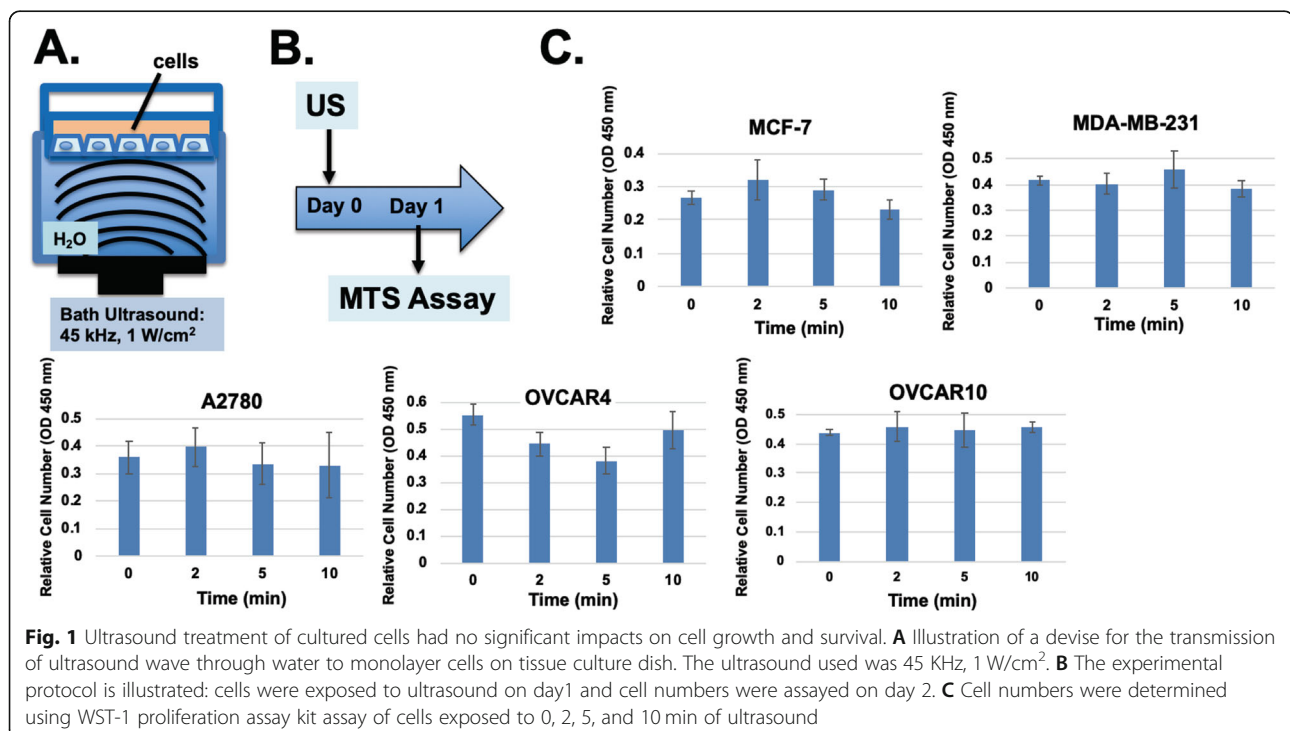 A.
cells
H₂O
Bath Ultrasound:
45 kHz, 1 W/cm²
B.
US
Day 0 Day 1
MTS Assay
C.
MCF-7
Relative Cell Number (OD 450 nm)
0.4
0.3
0.2
0.1
0
0 2 5 10
Time (min)
MDA-MB-231
Relative Cell Number (OD 450 nm)
0.5
0.4
0.3
0.2
0.1
0
0 2 5 10
Time (min)
A2780
Relative Cell Number (OD 450 nm)
0.5
0.4
0.3
0.2
0.1
0
0 2 5 10
Time (min)
OVCAR4
Relative Cell Number (OD 450 nm)
0.6
0.5
0.4
0.3
0.2
0.1
0
0 2 5 10
Time (min)
OVCAR10
Relative Cell Number (OD 450 nm)
0.5
0.4
0.3
0.2
0.1
0
0 2 5 10
Time (min)
Fig. 1 Ultrasound treatment of cultured cells had no significant impacts on cell growth and survival. A Illustration of a devise for the transmission
of ultrasound wave through water to monolayer cells on tissue culture dish. The ultrasound used was 45 KHz, 1 W/cm². B The experimental
protocol is illustrated: cells were exposed to ultrasound on day1 and cell numbers were assayed on day 2. C Cell numbers were determined
using WST-1 proliferation assay kit assay of cells exposed to 0, 2, 5, and 10 min of ultrasound